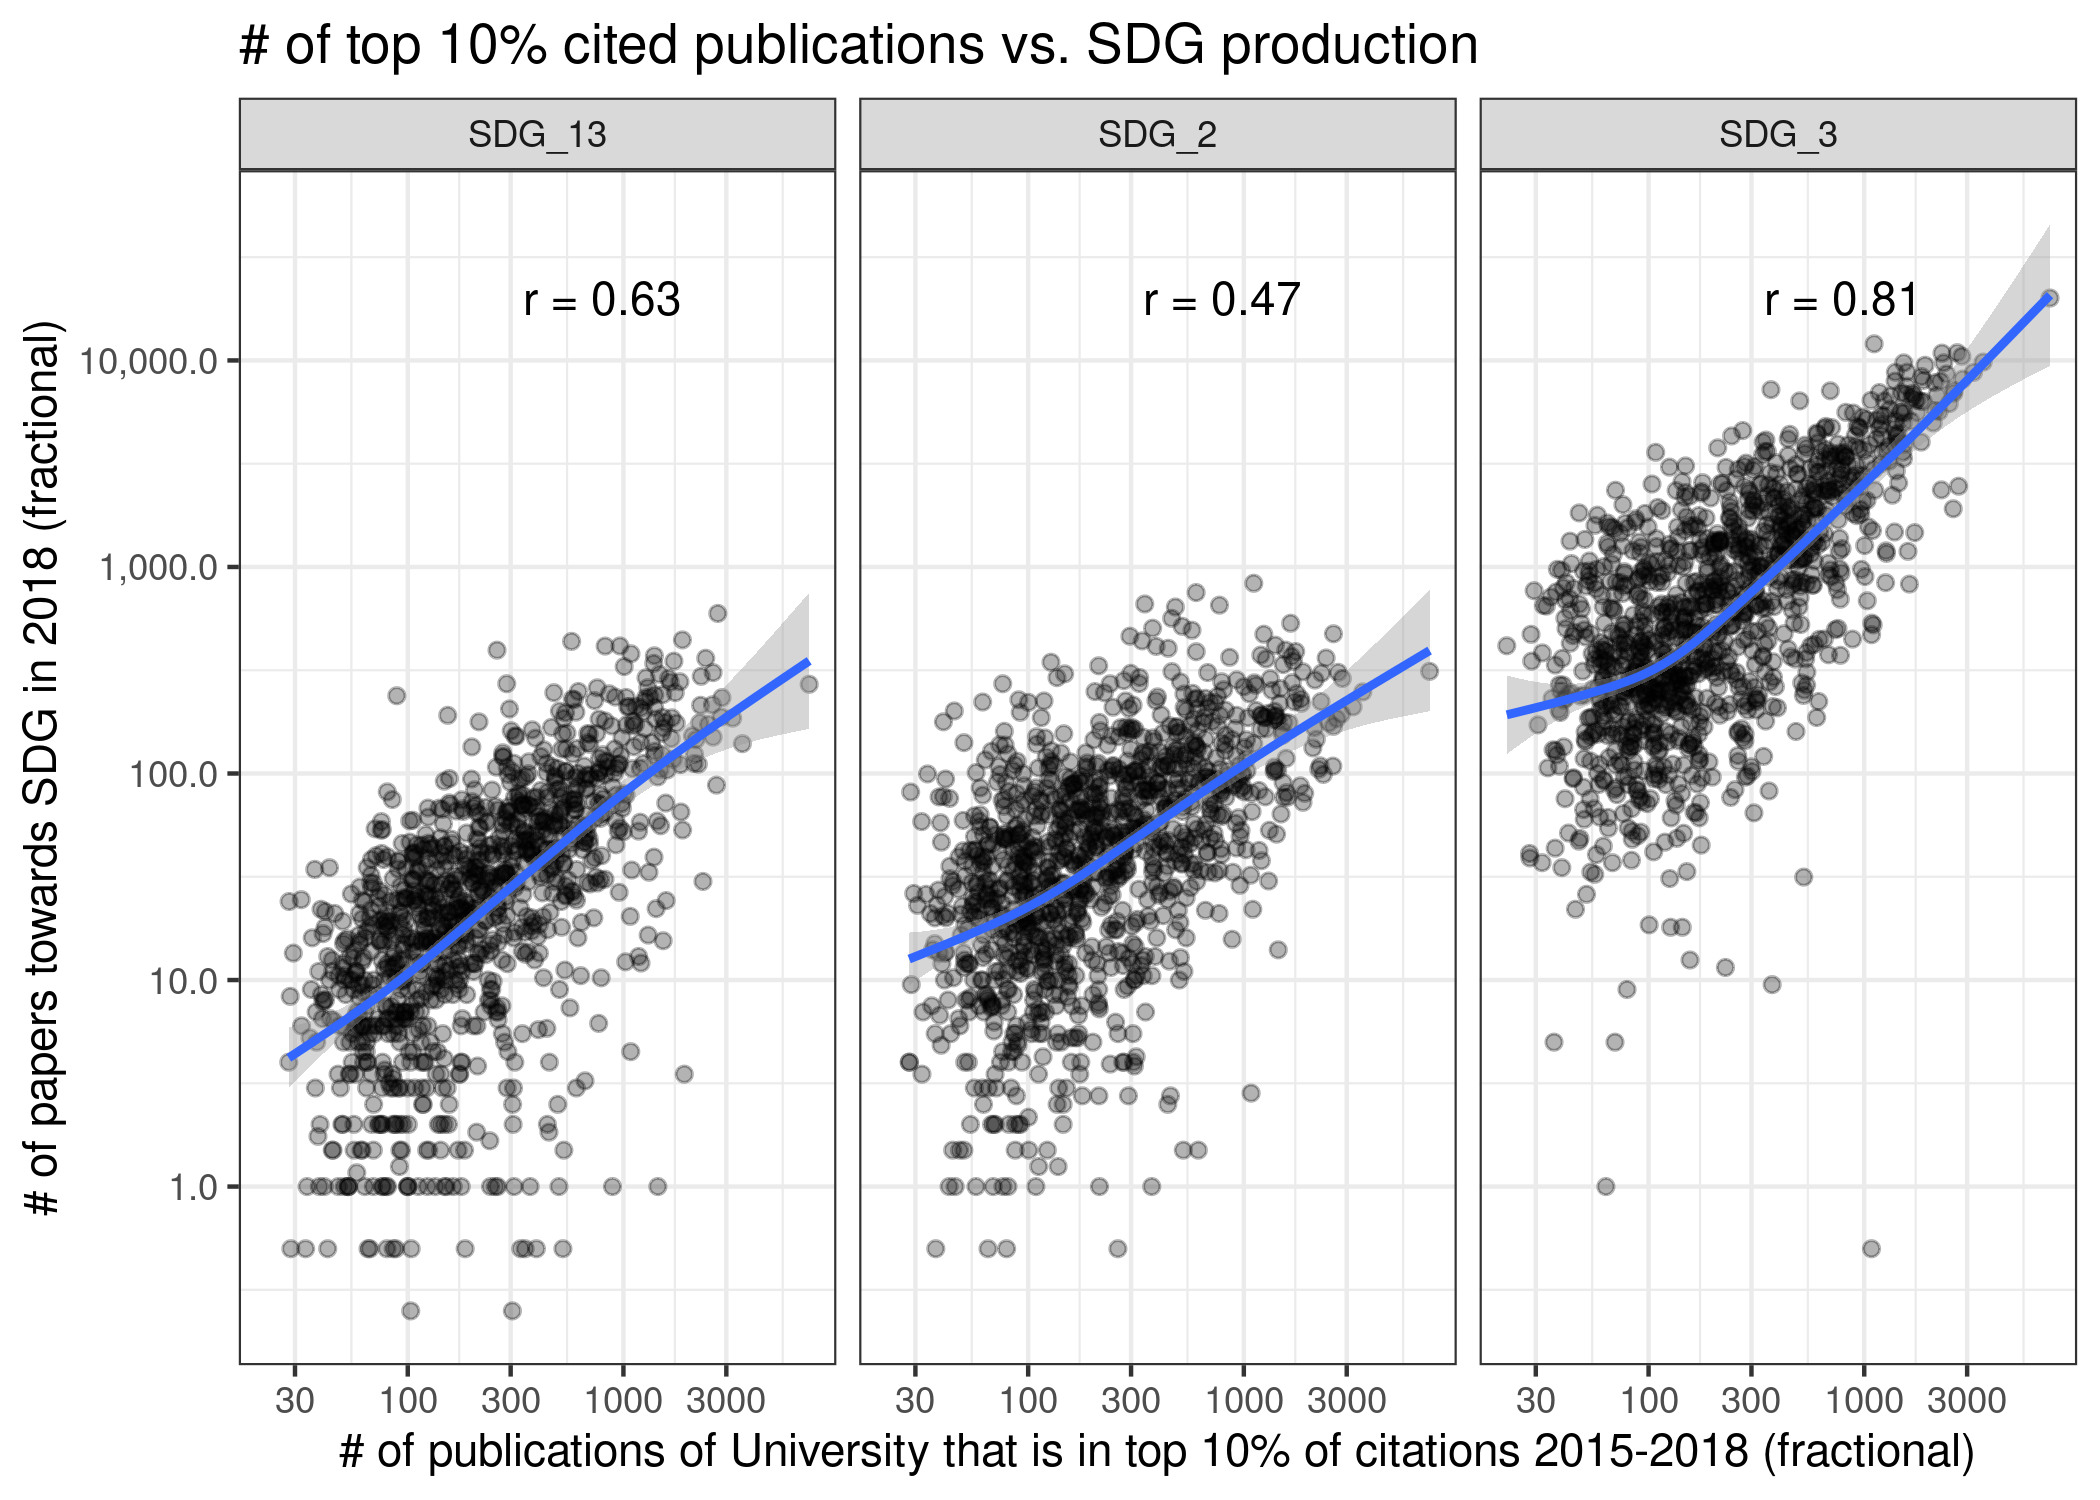 # of top 10% cited publications vs. SDG production
SDG_13 SDG_2 SDG_3
r = 0.63 r = 0.47 r = 0.81
# of papers towards SDG in 2018 (fractional)
10,000.0
1,000.0
100.0
10.0
1.0
30 100 300 1000 3000 30 100 300 1000 3000 30 100 300 1000 3000
# of publications of University that is in top 10% of citations 2015-2018 (fractional)